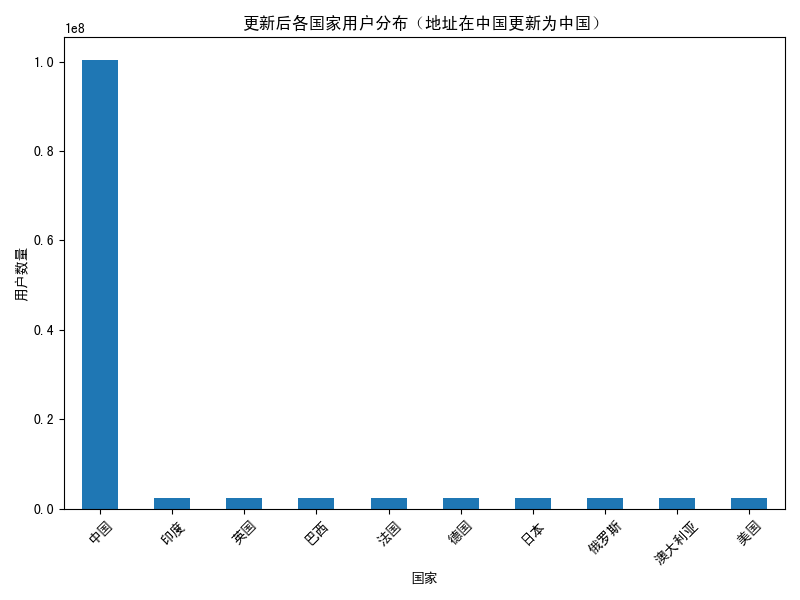 更新后各国家用户分布（地址在中国更新为中国）
1e8
1.0
0.8
0.6
0.4
0.2
0.0
用户数量
中国
印度
英国
巴西
法国
德国
日本
俄罗斯
澳大利亚
美国
国家